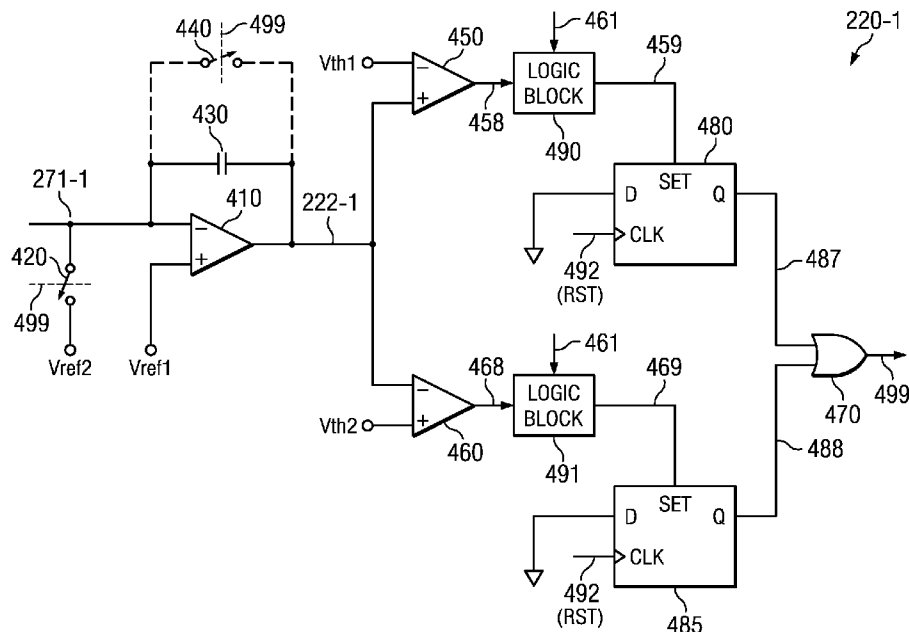 499
440
461
220-1
450
Vth1
−
+
LOGIC
BLOCK
459
458
490
430
480
271-1
410
222-1
D
SET
Q
−
+
CLK
420
492
(RST)
487
499
Vref2
Vref1
461
468
469
−
+
LOGIC
BLOCK
499
470
Vth2
460
491
488
D
SET
Q
CLK
492
(RST)
485